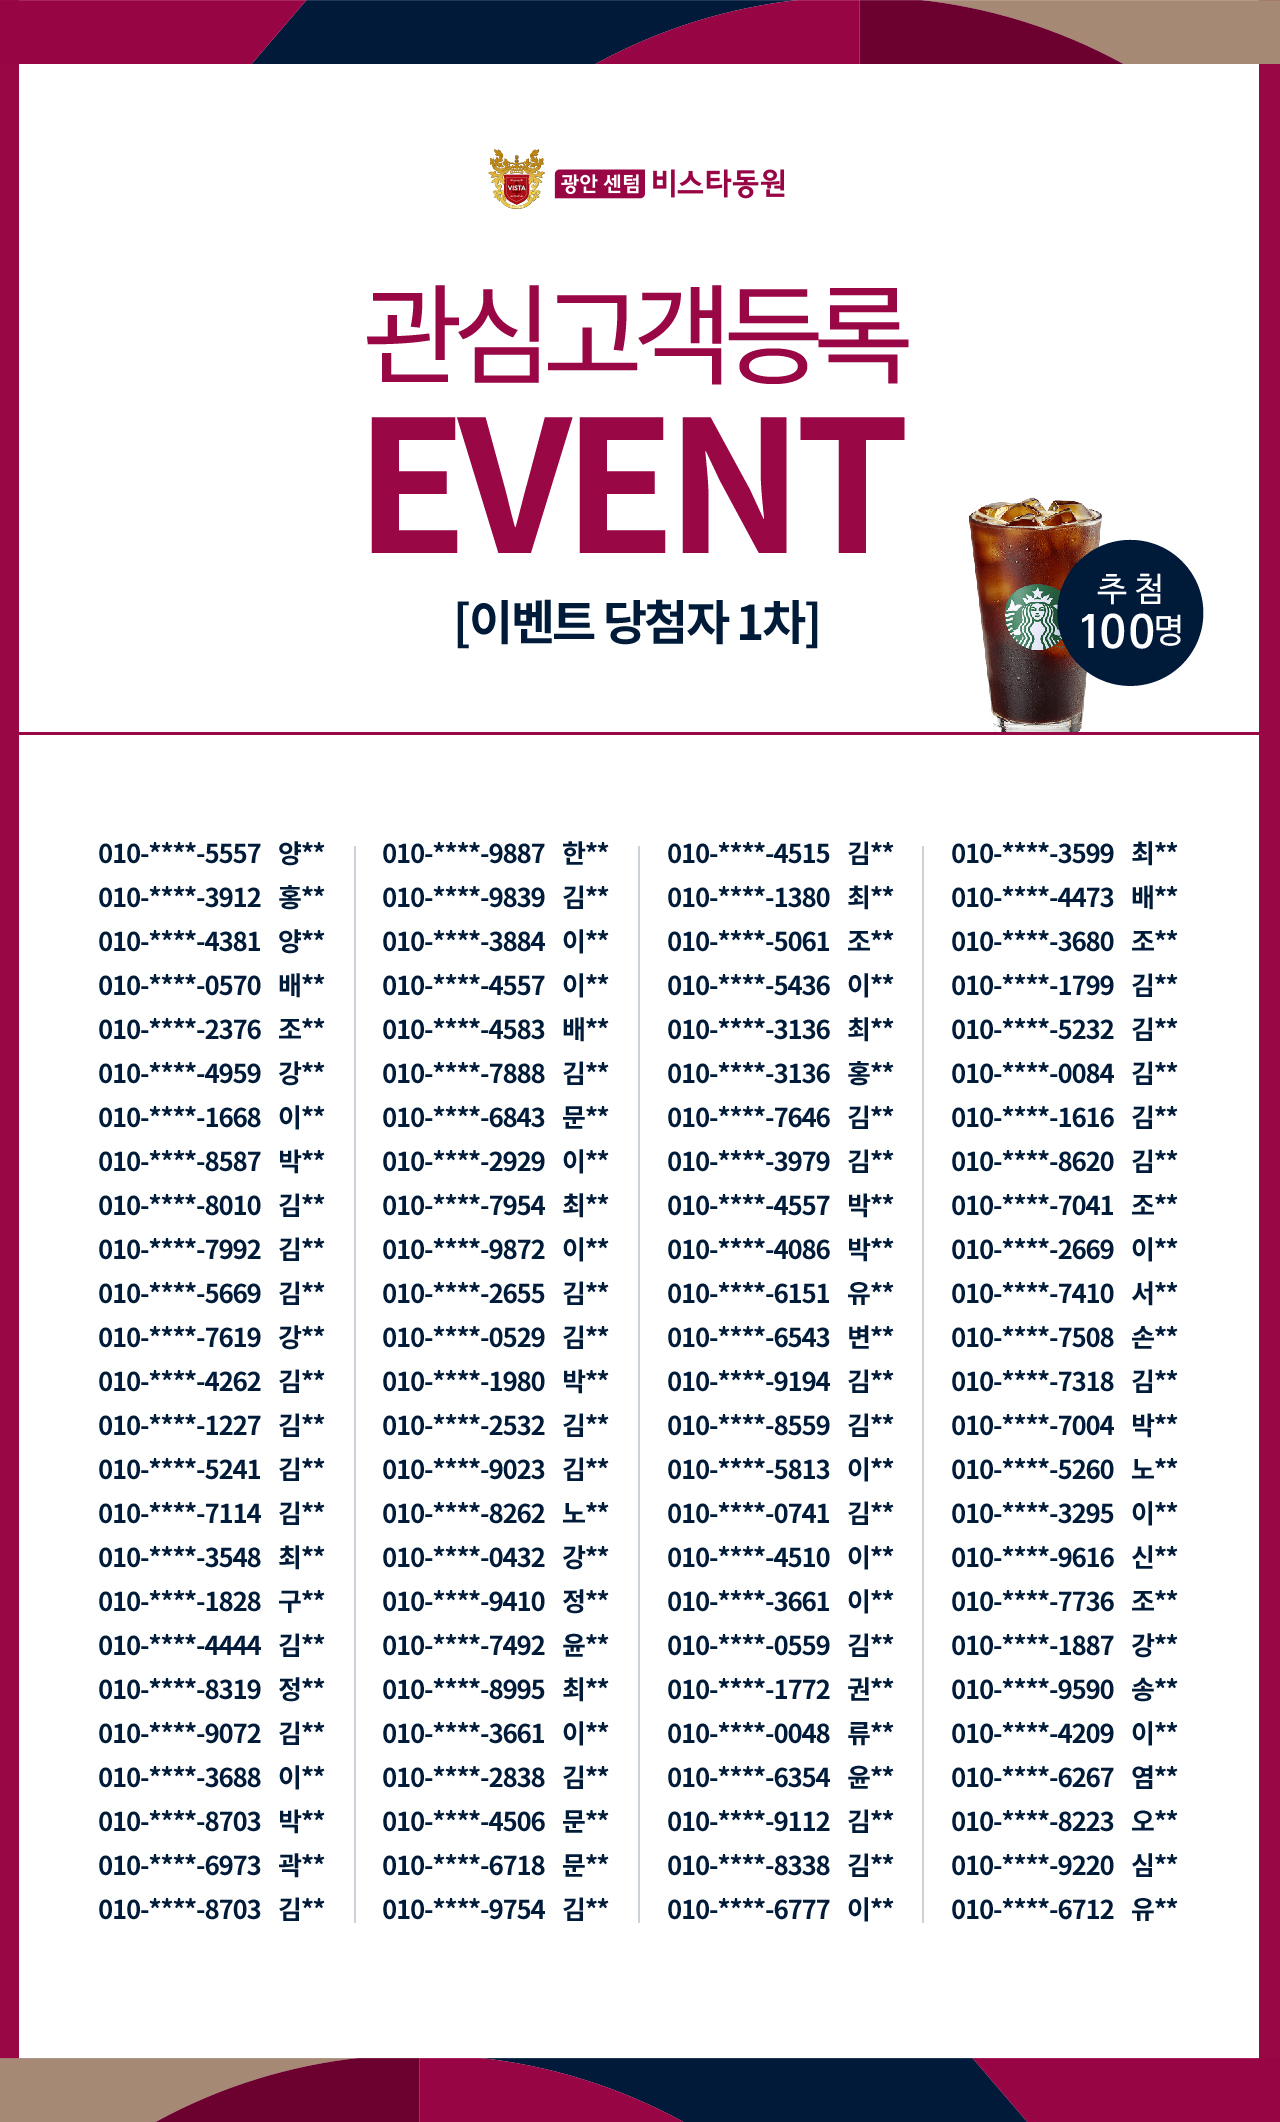 VISTA
광안 센텀 비스타동원
관심고객등록
EVENT
[이벤트 당첨자 1차]
추첨
100명
010-****-5557 양**
010-****-3912 홍**
010-****-4381 양**
010-****-0570 배**
010-****-2376 조**
010-****-4959 강**
010-****-1668 이**
010-****-8587 박**
010-****-8010 김**
010-****-7992 김**
010-****-5669 김**
010-****-7619 강**
010-****-4262 김**
010-****-1227 김**
010-****-5241 김**
010-****-7114 김**
010-****-3548 최**
010-****-1828 구**
010-****-4444 김**
010-****-8319 정**
010-****-9072 김**
010-****-3688 이**
010-****-8703 박**
010-****-6973 곽**
010-****-8703 김**
010-****-9887 한**
010-****-9839 김**
010-****-3884 이**
010-****-4557 이**
010-****-4583 배**
010-****-7888 김**
010-****-6843 문**
010-****-2929 이**
010-****-7954 최**
010-****-9872 이**
010-****-2655 김**
010-****-0529 김**
010-****-1980 박**
010-****-2532 김**
010-****-9023 김**
010-****-8262 노**
010-****-0432 강**
010-****-9410 정**
010-****-7492 윤**
010-****-8995 최**
010-****-3661 이**
010-****-2838 김**
010-****-4506 문**
010-****-6718 문**
010-****-9754 김**
010-****-4515 김**
010-****-1380 최**
010-****-5061 조**
010-****-5436 이**
010-****-3136 최**
010-****-3136 홍**
010-****-7646 김**
010-****-3979 김**
010-****-4557 박**
010-****-4086 박**
010-****-6151 유**
010-****-6543 변**
010-****-9194 김**
010-****-8559 김**
010-****-5813 이**
010-****-0741 김**
010-****-4510 이**
010-****-3661 이**
010-****-0559 김**
010-****-1772 권**
010-****-0048 류**
010-****-6354 윤**
010-****-9112 김**
010-****-8338 김**
010-****-6777 이**
010-****-3599 최**
010-****-4473 배**
010-****-3680 조**
010-****-1799 김**
010-****-5232 김**
010-****-0084 김**
010-****-1616 김**
010-****-8620 김**
010-****-7041 조**
010-****-2669 이**
010-****-7410 서**
010-****-7508 손**
010-****-7318 김**
010-****-7004 박**
010-****-5260 노**
010-****-3295 이**
010-****-9616 신**
010-****-7736 조**
010-****-1887 강**
010-****-9590 송**
010-****-4209 이**
010-****-6267 염**
010-****-8223 오**
010-****-9220 심**
010-****-6712 유**